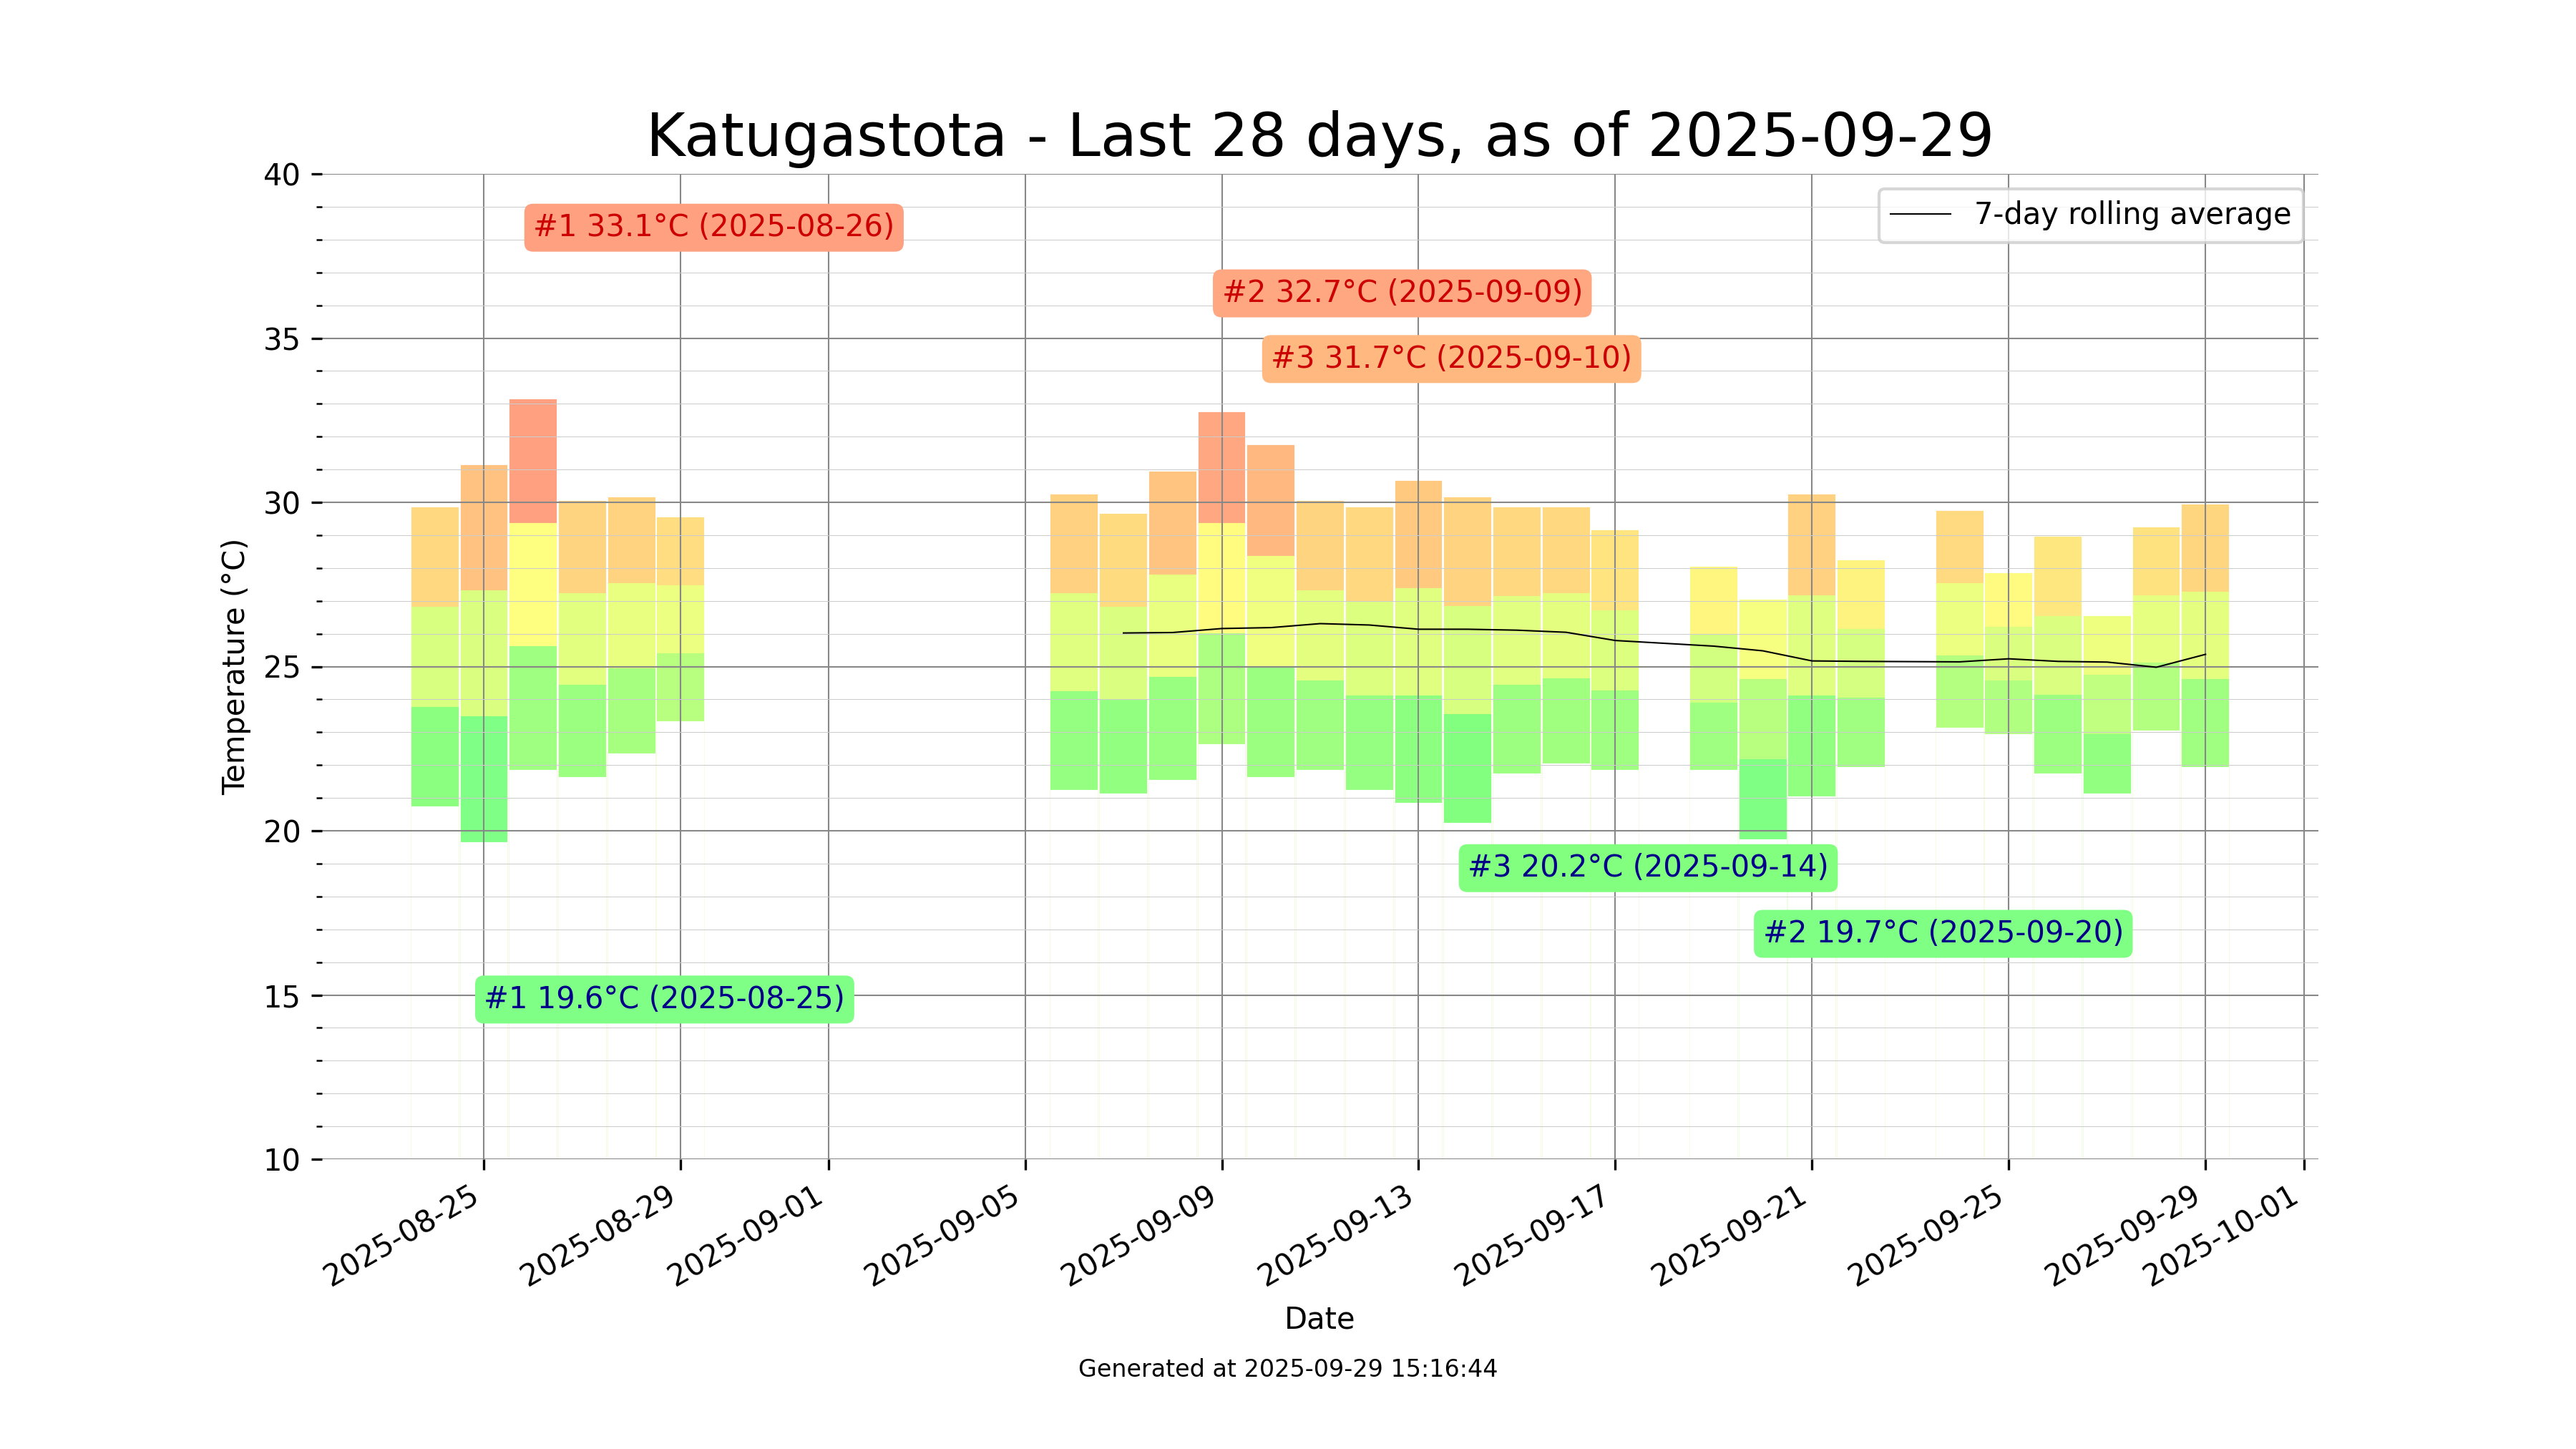 Katugastota - Last 28 days, as of 2025-09-29
7-day rolling average
#1 33.1°C (2025-08-26)
#2 32.7°C (2025-09-09)
#3 31.7°C (2025-09-10)
#3 20.2°C (2025-09-14)
#2 19.7°C (2025-09-20)
#1 19.6°C (2025-08-25)
Temperature (°C)
40
35
30
25
20
15
10
2025-08-25
2025-08-29
2025-09-01
2025-09-05
2025-09-09
2025-09-13
2025-09-17
2025-09-21
2025-09-25
2025-09-29
2025-10-01
Date
Generated at 2025-09-29 15:16:44